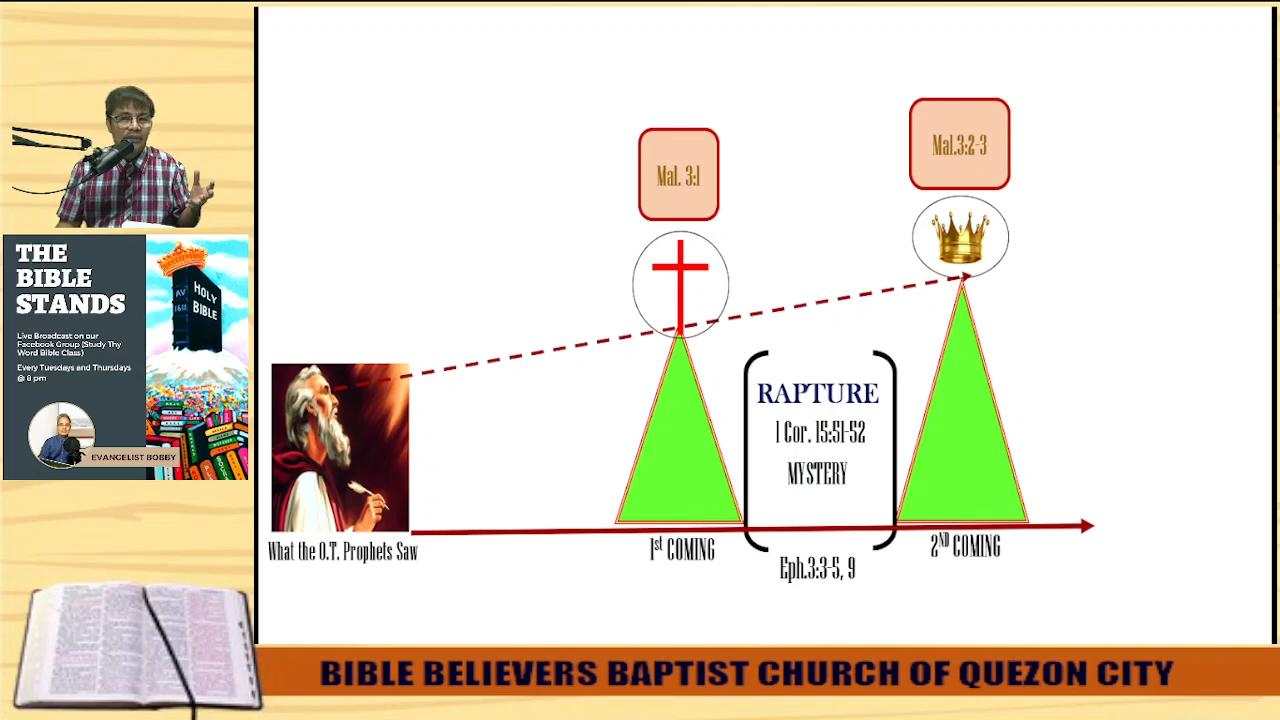 THE
BIBLE
STANDS
Live Broadcast on our
Facebook Group (Study Thy
Word Bible Class)
Every Tuesdays and Thursdays
@ 8 pm
EVANGELIST BOBBY
AV
1611
HOLY
BIBLE
Mal. 3:1
Mal.3:2-3
RAPTURE
1 Cor. 15:51-52
MYSTERY
What the O.T. Prophets Saw
1st COMING
2ND COMING
Eph.3:3-5, 9
BIBLE BELIEVERS BAPTIST CHURCH OF QUEZON CITY